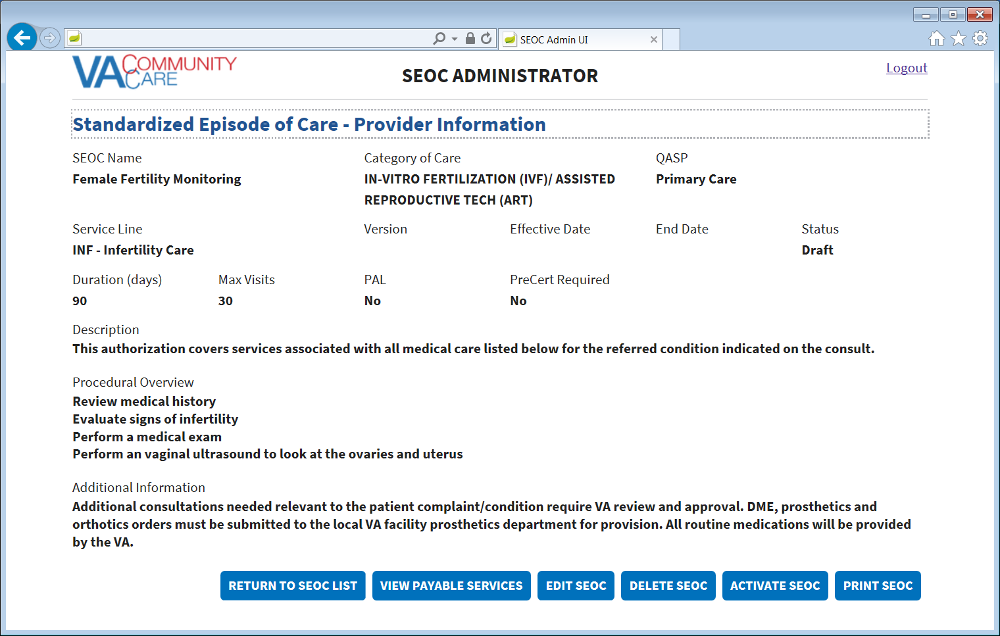 SEOC Admin UI
VA COMMUNITY CARE
SEOC ADMINISTRATOR
Logout
Standardized Episode of Care - Provider Information
SEOC Name Category of Care QASP
Female Fertility Monitoring IN-VITRO FERTILIZATION (IVF)/ ASSISTED Primary Care
REPRODUCTIVE TECH (ART)
Service Line Version Effective Date End Date Status
INF - Infertility Care Draft
Duration (days) Max Visits PAL PreCert Required
90 30 No No
Description
This authorization covers services associated with all medical care listed below for the referred condition indicated on the consult.
Procedural Overview
Review medical history
Evaluate signs of infertility
Perform a medical exam
Perform an vaginal ultrasound to look at the ovaries and uterus
Additional Information
Additional consultations needed relevant to the patient complaint/condition require VA review and approval. DME, prosthetics and
orthotics orders must be submitted to the local VA facility prosthetics department for provision. All routine medications will be provided
by the VA.
RETURN TO SEOC LIST VIEW PAYABLE SERVICES EDIT SEOC DELETE SEOC ACTIVATE SEOC PRINT SEOC